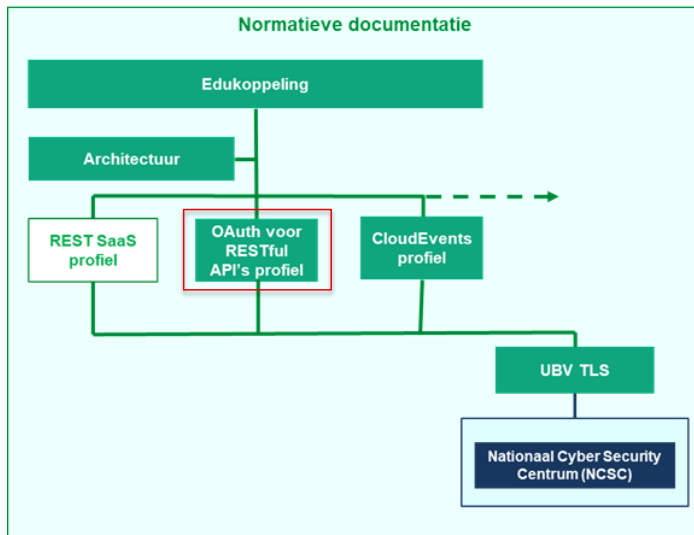 Normatieve documentatie
Edukoppeling
Architectuur
REST SaaS
profiel
OAuth voor
RESTful
API's profiel
CloudEvents
profiel
UBV TLS
Nationaal Cyber Security
Centrum (NCSC)